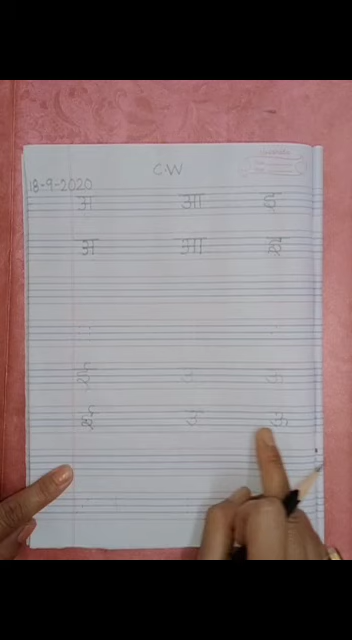 C.W
18-9-2020
अ आ इ
अ आ इ
ई उ ऊ
ई उ ऊ